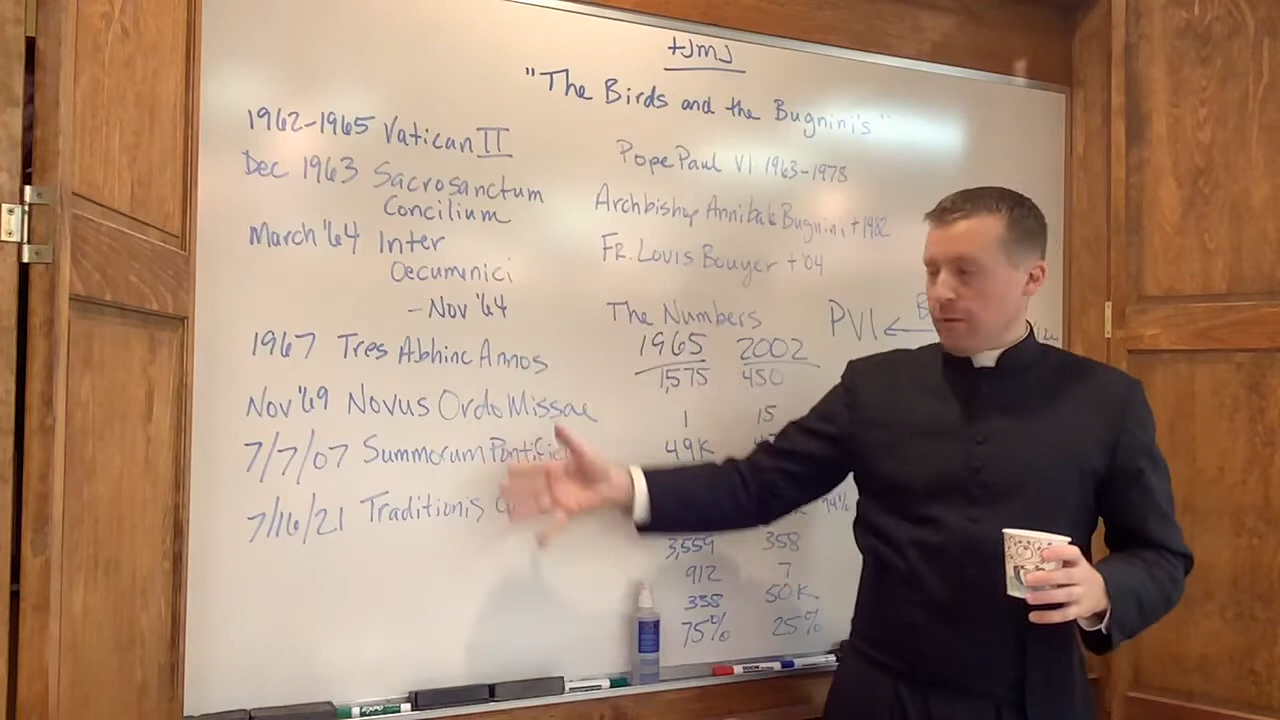 +JMJ
"The Birds and the Bugnini's"
1962-1965 Vatican II
Dec 1963 Sacrosanctum
Concilium
March '64 Inter
Oecumenici
- Nov '64
1967 Tres Abhinc Annos
Nov '69 Novus Ordo Missae
7/7/07 Summorum
7/16/21 Traditionis
Pope Paul VI 1963-1978
Archbishop Annibale Bugnini +1982
Fr. Louis Bouyer + '04
The Numbers
1965 2002
1,575 450
1 15
49K
94%
3,559 358
912 7
338 50K
75% 25%
PVI ← B
EXPO
DIXON